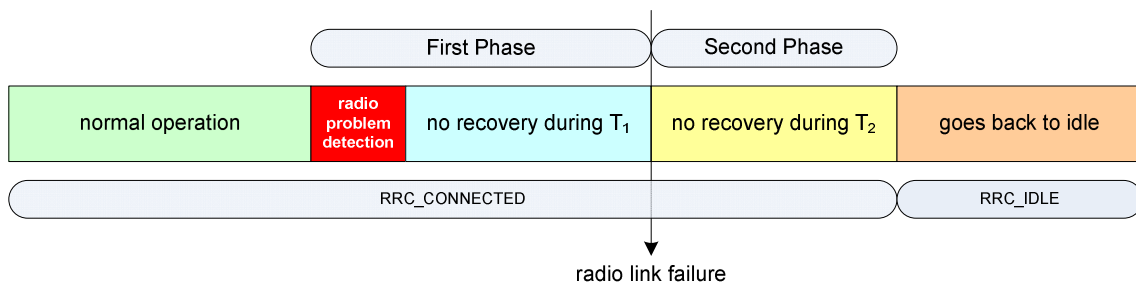 First Phase
Second Phase
normal operation
radio
problem
detection
no recovery during T₁
no recovery during T₂
goes back to idle
RRC_CONNECTED
RRC_IDLE
radio link failure